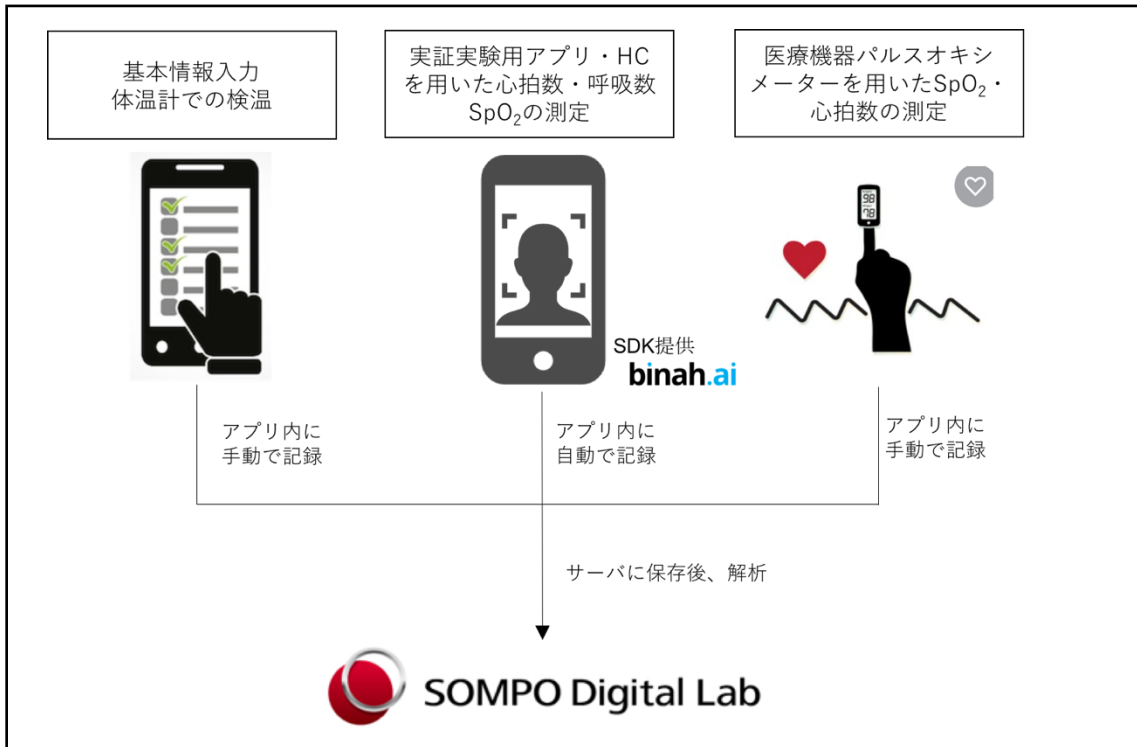 基本情報入力
体温計での検温
実証実験用アプリ・HC
を用いた心拍数・呼吸数
SpO₂の測定
医療機器パルスオキシ
メーターを用いたSpO₂・
心拍数の測定
98
78
SDK提供
binah.ai
アプリ内に
手動で記録
アプリ内に
自動で記録
アプリ内に
手動で記録
サーバに保存後、解析
SOMPO Digital Lab